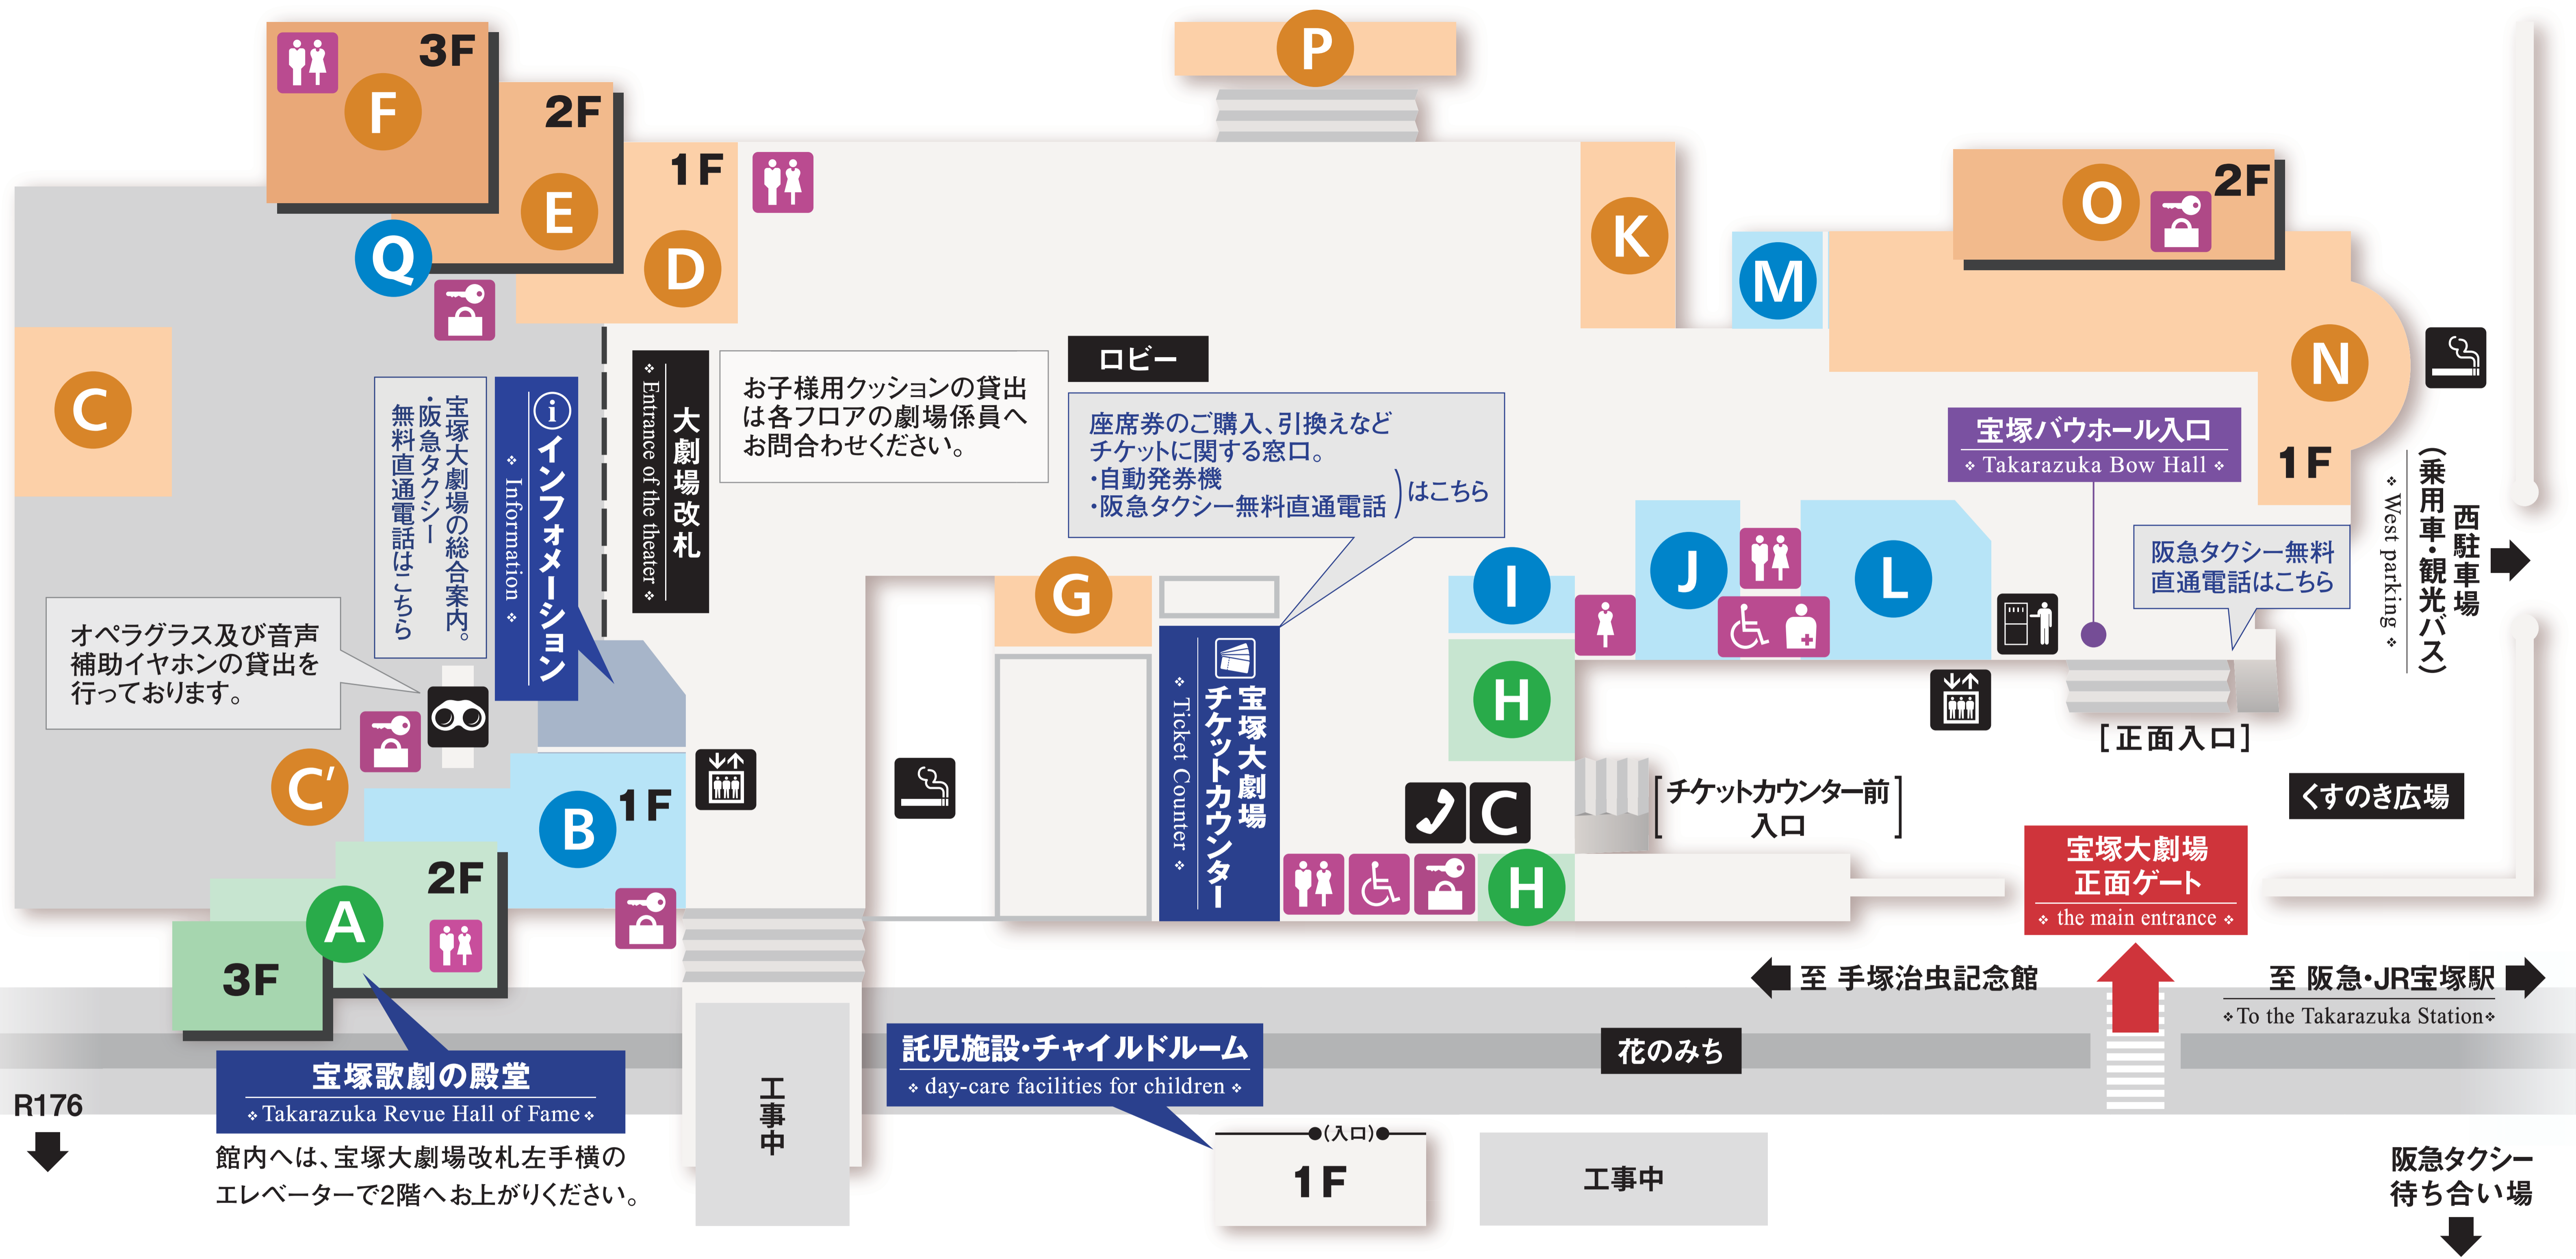 3F
F
2F
E
1F
D
Q
C
P
K
M
O
2F
N
1F
宝塚大劇場の総合案内。
・阪急タクシー
無料直通電話はこちら
i インフォメーション
Information
大劇場改札
Entrance of the theater
お子様用クッションの貸出
は各フロアの劇場係員へ
お問合わせください。
ロビー
座席券のご購入、引換えなど
チケットに関する窓口。
・自動発券機
・阪急タクシー無料直通電話
はこちら
宝塚バウホール入口
Takarazuka Bow Hall
西駐車場
(乗用車・観光バス)
West parking
阪急タクシー無料
直通電話はこちら
オペラグラス及び音声
補助イヤホンの貸出を
行っております。
G
I
J
L
H
宝塚大劇場
チケットカウンター
Ticket Counter
[正面入口]
C′
B
1F
C
H
[チケットカウンター前
入口]
くすのき広場
宝塚大劇場
正面ゲート
the main entrance
A
2F
3F
至 手塚治虫記念館
至 阪急・JR宝塚駅
To the Takarazuka Station
宝塚歌劇の殿堂
Takarazuka Revue Hall of Fame
館内へは、宝塚大劇場改札左手横の
エレベーターで2階へお上がりください。
R176
工事中
託児施設・チャイルドルーム
day-care facilities for children
花のみち
(入口)
1F
工事中
阪急タクシー
待ち合い場